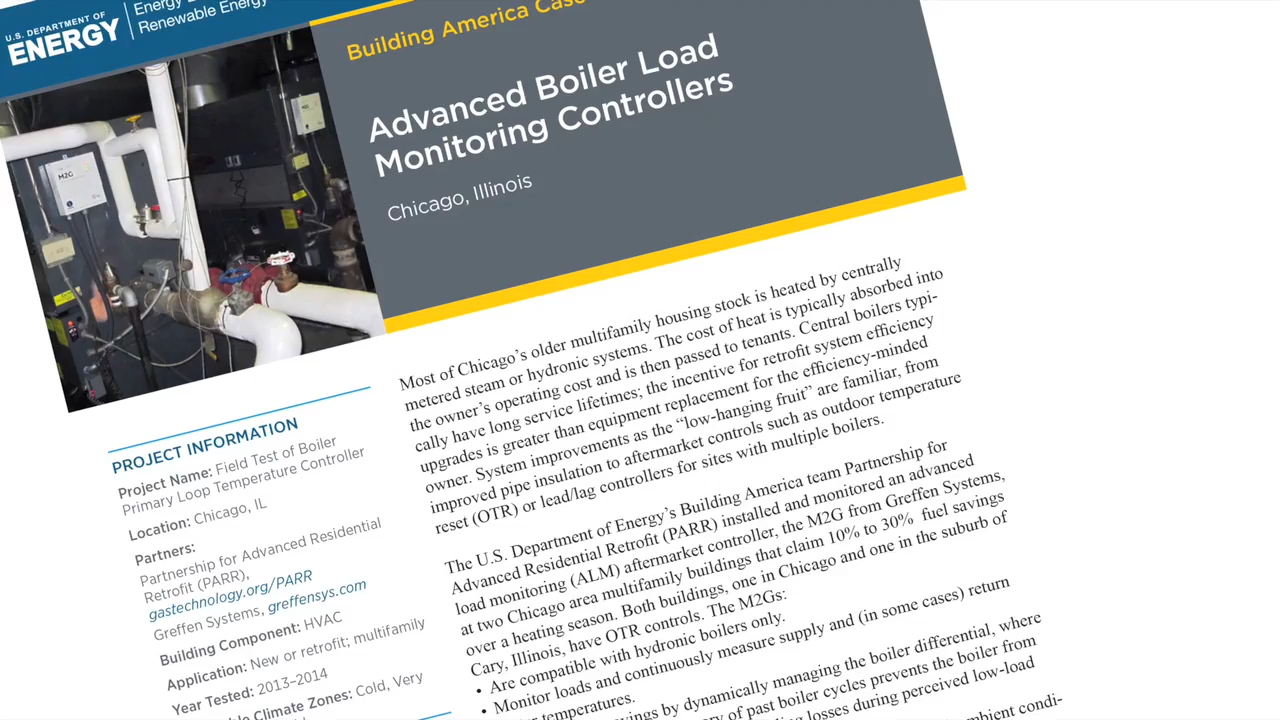 U.S. DEPARTMENT OF
ENERGY
Energy
Renewable Energy
Building America
Advanced Boiler Load
Monitoring Controllers
Chicago, Illinois
M2G
PROJECT INFORMATION
Project Name: Field Test of Boiler
Primary Loop Temperature Controller
Location: Chicago, IL
Partners:
Partnership for Advanced Residential
Retrofit (PARR),
gastechnology.org/PARR
Greffen Systems, greffensys.com
Building Component: HVAC
Application: New or retrofit; multifamily
Year Tested: 2013–2014
Climate Zones: Cold, Very
Most of Chicago's older multifamily housing stock is heated by centrally
metered steam or hydronic systems. The cost of heat is typically absorbed into
the owner's operating cost and is then passed to tenants. Central boilers typi-
cally have long service lifetimes; the incentive for retrofit system efficiency
upgrades is greater than equipment replacement for the efficiency-minded
owner. System improvements as the “low-hanging fruit” are familiar, from
improved pipe insulation to aftermarket controls such as outdoor temperature
reset (OTR) or lead/lag controllers for sites with multiple boilers.
The U.S. Department of Energy's Building America team Partnership for
Advanced Residential Retrofit (PARR) installed and monitored an advanced
load monitoring (ALM) aftermarket controller, the M2G from Greffen Systems,
at two Chicago area multifamily buildings that claim 10% to 30% fuel savings
over a heating season. Both buildings, one in Chicago and one in the suburb of
Cary, Illinois, have OTR controls. The M2Gs:
• Are compatible with hydronic boilers only.
• Monitor loads and continuously measure supply and (in some cases) return
temperatures.
by dynamically managing the boiler differential, where
of past boiler cycles prevents the boiler from
losses during perceived low-load
condi-